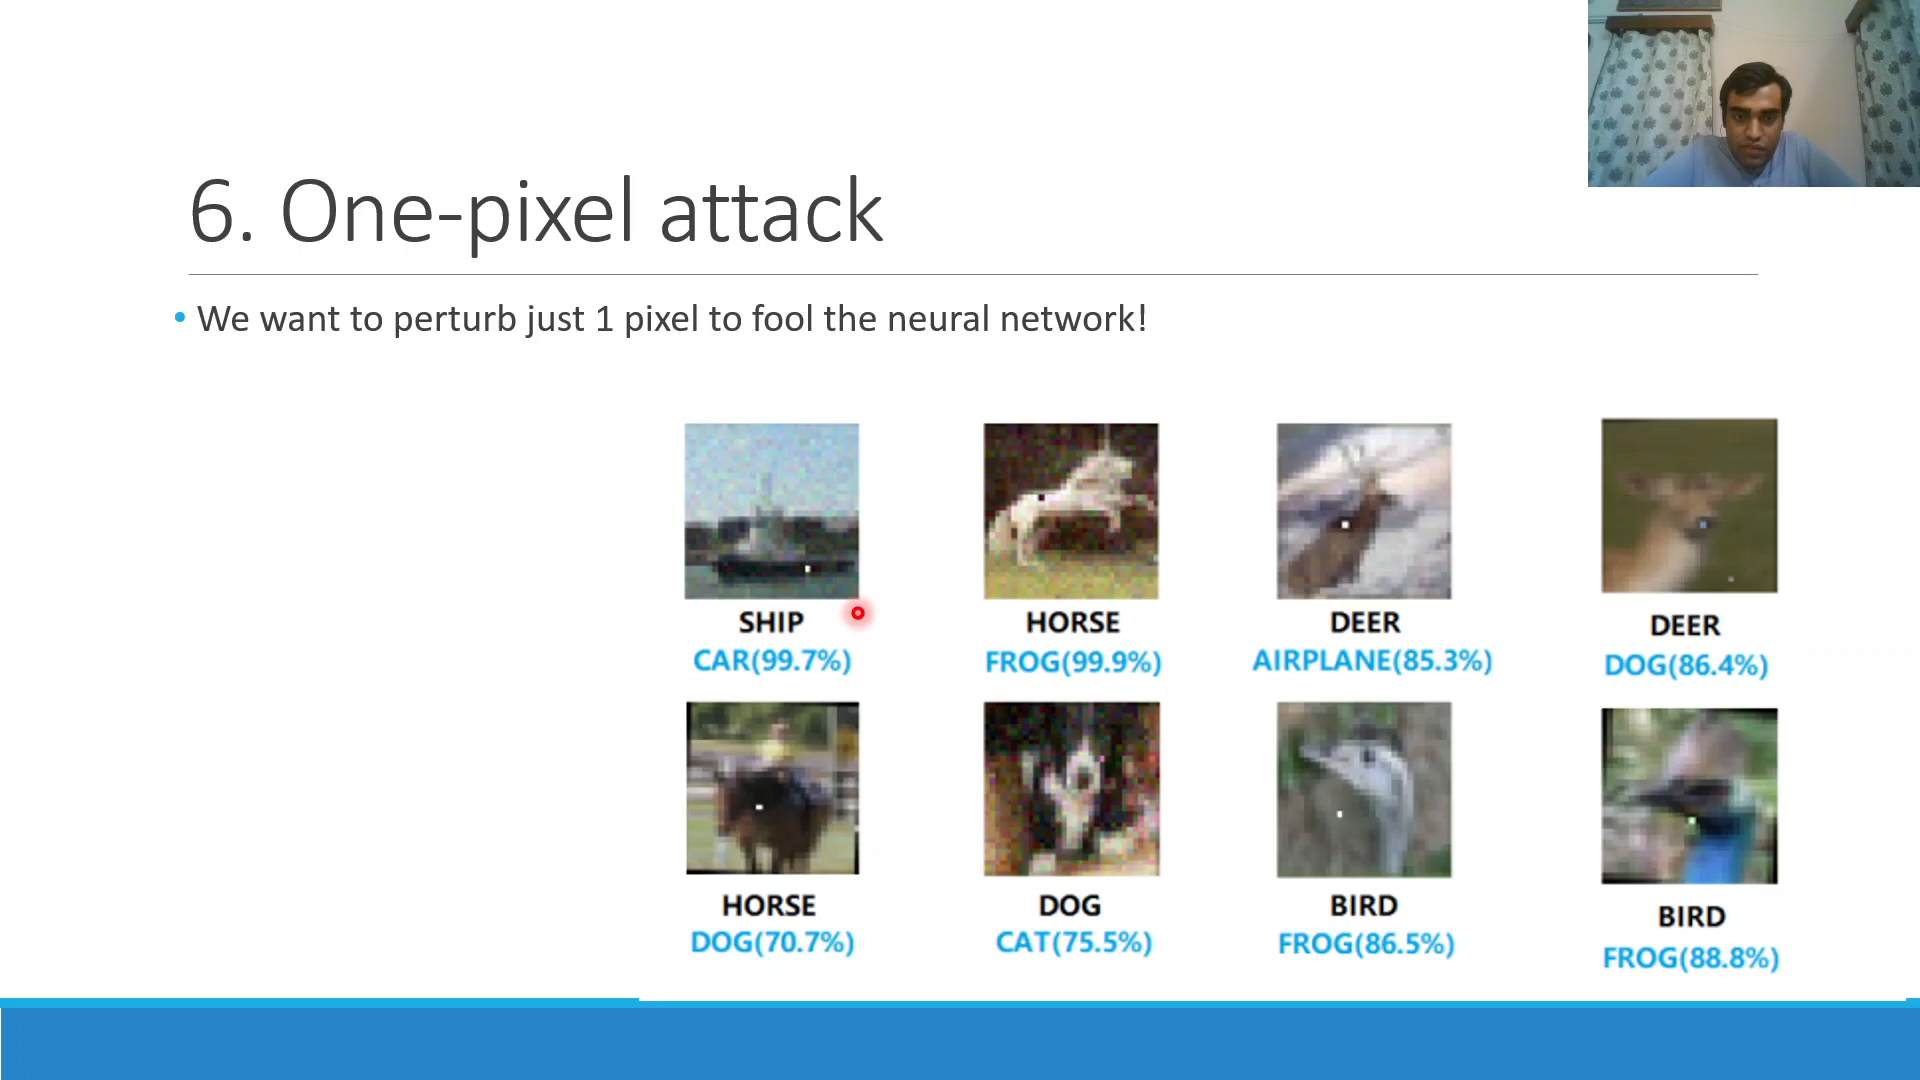 6. One-pixel attack
• We want to perturb just 1 pixel to fool the neural network!
SHIP
CAR(99.7%)
HORSE
FROG(99.9%)
DEER
AIRPLANE(85.3%)
DEER
DOG(86.4%)
HORSE
DOG(70.7%)
DOG
CAT(75.5%)
BIRD
FROG(86.5%)
BIRD
FROG(88.8%)